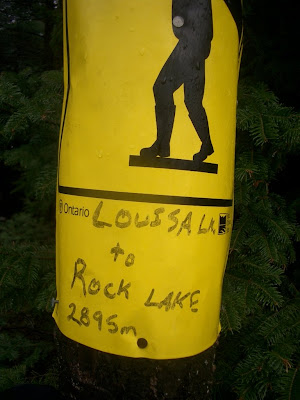 Ontario
LOUISA LK.
to
ROCK LAKE
2895m